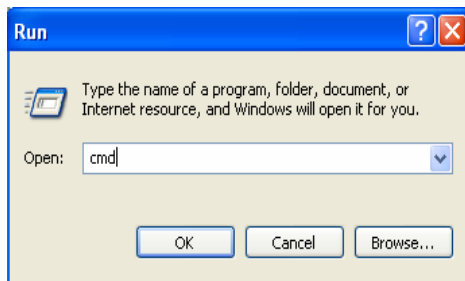 Run
Type the name of a program, folder, document, or
Internet resource, and Windows will open it for you.
Open: cmd
OK Cancel Browse...